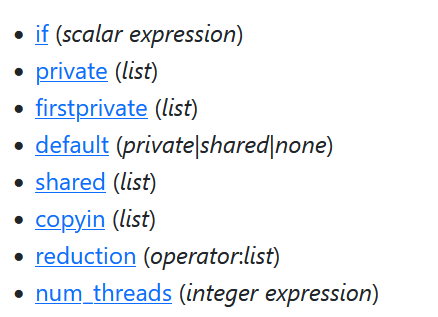 • if (scalar expression)
• private (list)
• firstprivate (list)
• default (private|shared|none)
• shared (list)
• copyin (list)
• reduction (operator:list)
• num_threads (integer expression)